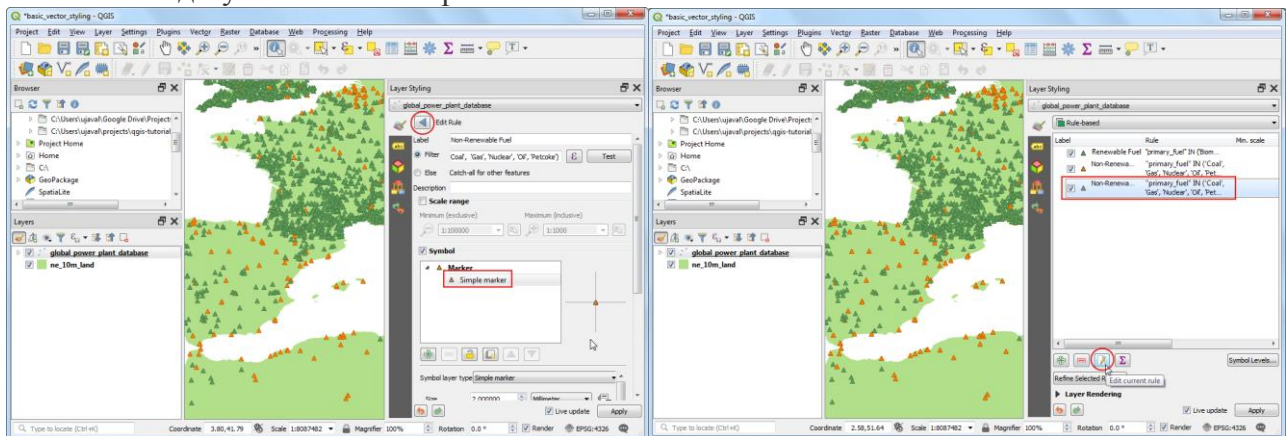 "basic_vector_styling - QGIS
Project Edit View Layer Settings Plugins Vector Raster Database Web Processing Help
Browser
C:\Users\ujaval\Google Drive\Projects
C:\Users\ujaval\projects\qgis-tutorial
Project Home
Home
C:\
GeoPackage
SpatiaLite
Layers
global power plant database
ne_10m_land
Layer Styling
global_power_plant_database
Edit Rule
Label Non-Renewable Fuel
Filter Coal', 'Gas', 'Nuclear', 'Oil', 'Petcoke') ε Test
Else Catch-all for other features
Description
Scale range
Minimum (exclusive) Maximum (inclusive)
1:100000 1:1000
Symbol
Marker
Simple marker
Symbol layer type Simple marker
Size 2.000000 Millimeter
Live update Apply
Type to locate (Ctrl+K) Coordinate 3.80,41.79 Scale 1:8087482 Magnifier 100% Rotation 0.0 ° Render EPSG:4326
"basic_vector_styling - QGIS
Project Edit View Layer Settings Plugins Vector Raster Database Web Processing Help
Browser
C:\Users\ujaval\Google Drive\Projects
C:\Users\ujaval\projects\qgis-tutorial
Project Home
Home
C:\
GeoPackage
SpatiaLite
Layers
global power plant database
ne_10m_land
Layer Styling
global_power_plant_database
Rule-based
Label Rule Min. scale
Renewable Fuel "primary_fuel" IN ('Biom...
Non-Renewa... "primary_fuel" IN ('Coal',
'Gas', 'Nuclear', 'Oil', 'Pet...
Non-Renewa... "primary_fuel" IN ('Coal',
'Gas', 'Nuclear', 'Oil', 'Pet...
Symbol Levels...
Refine Selected R
Edit current rule
Layer Rendering
Live update Apply
Type to locate (Ctrl+K) Coordinate 2.58,51.64 Scale 1:8087482 Magnifier 100% Rotation 0.0 ° Render EPSG:4326